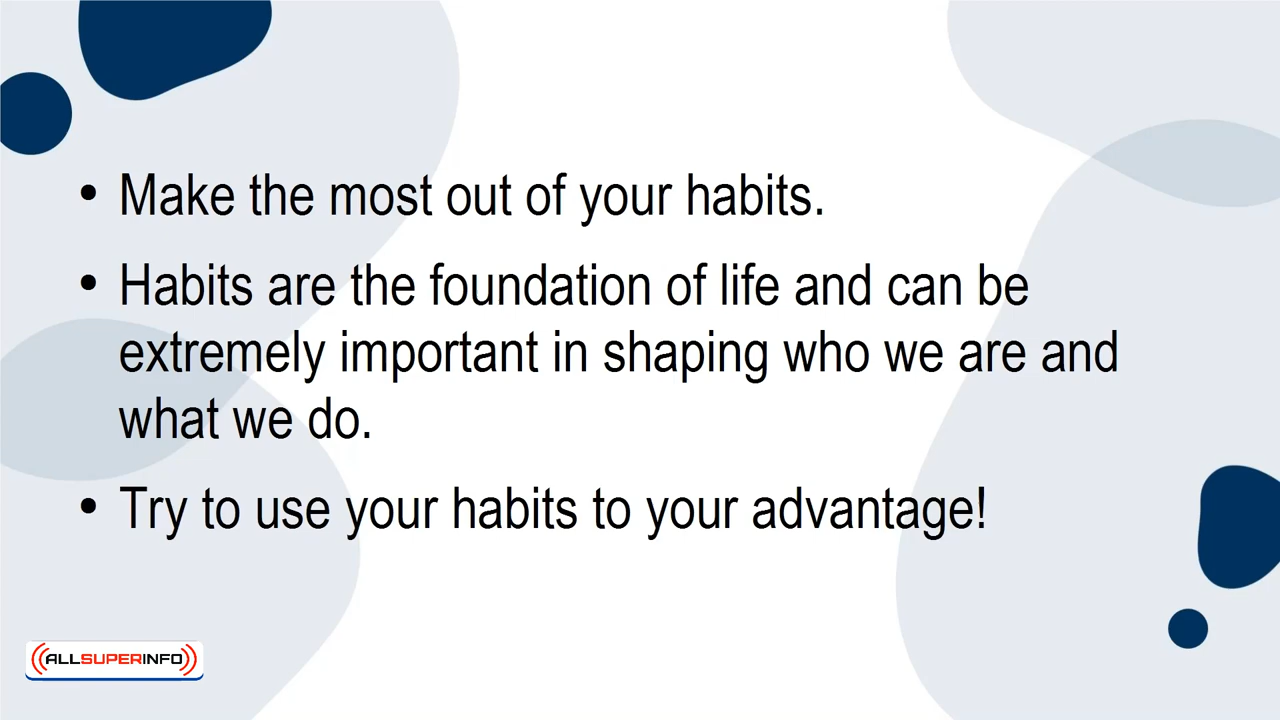 • Make the most out of your habits.
• Habits are the foundation of life and can be
extremely important in shaping who we are and
what we do.
• Try to use your habits to your advantage!
ALLSUPERINFO